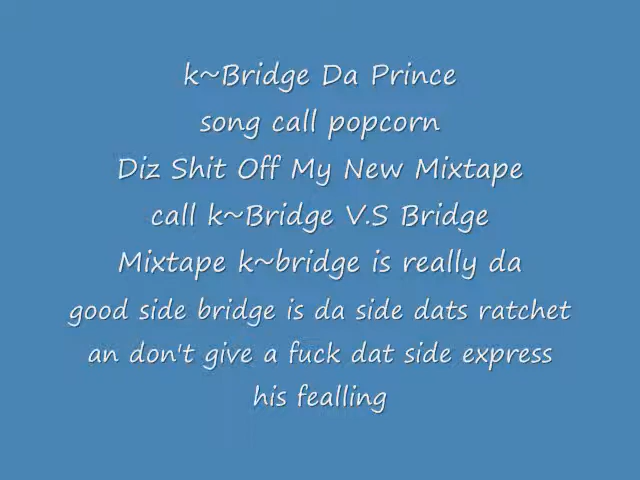 k~Bridge Da Prince
song call popcorn
Diz Shit Off My New Mixtape
call k~Bridge V.S Bridge
Mixtape k~bridge is really da
good side bridge is da side dats ratchet
an don't give a fuck dat side express
his fealling